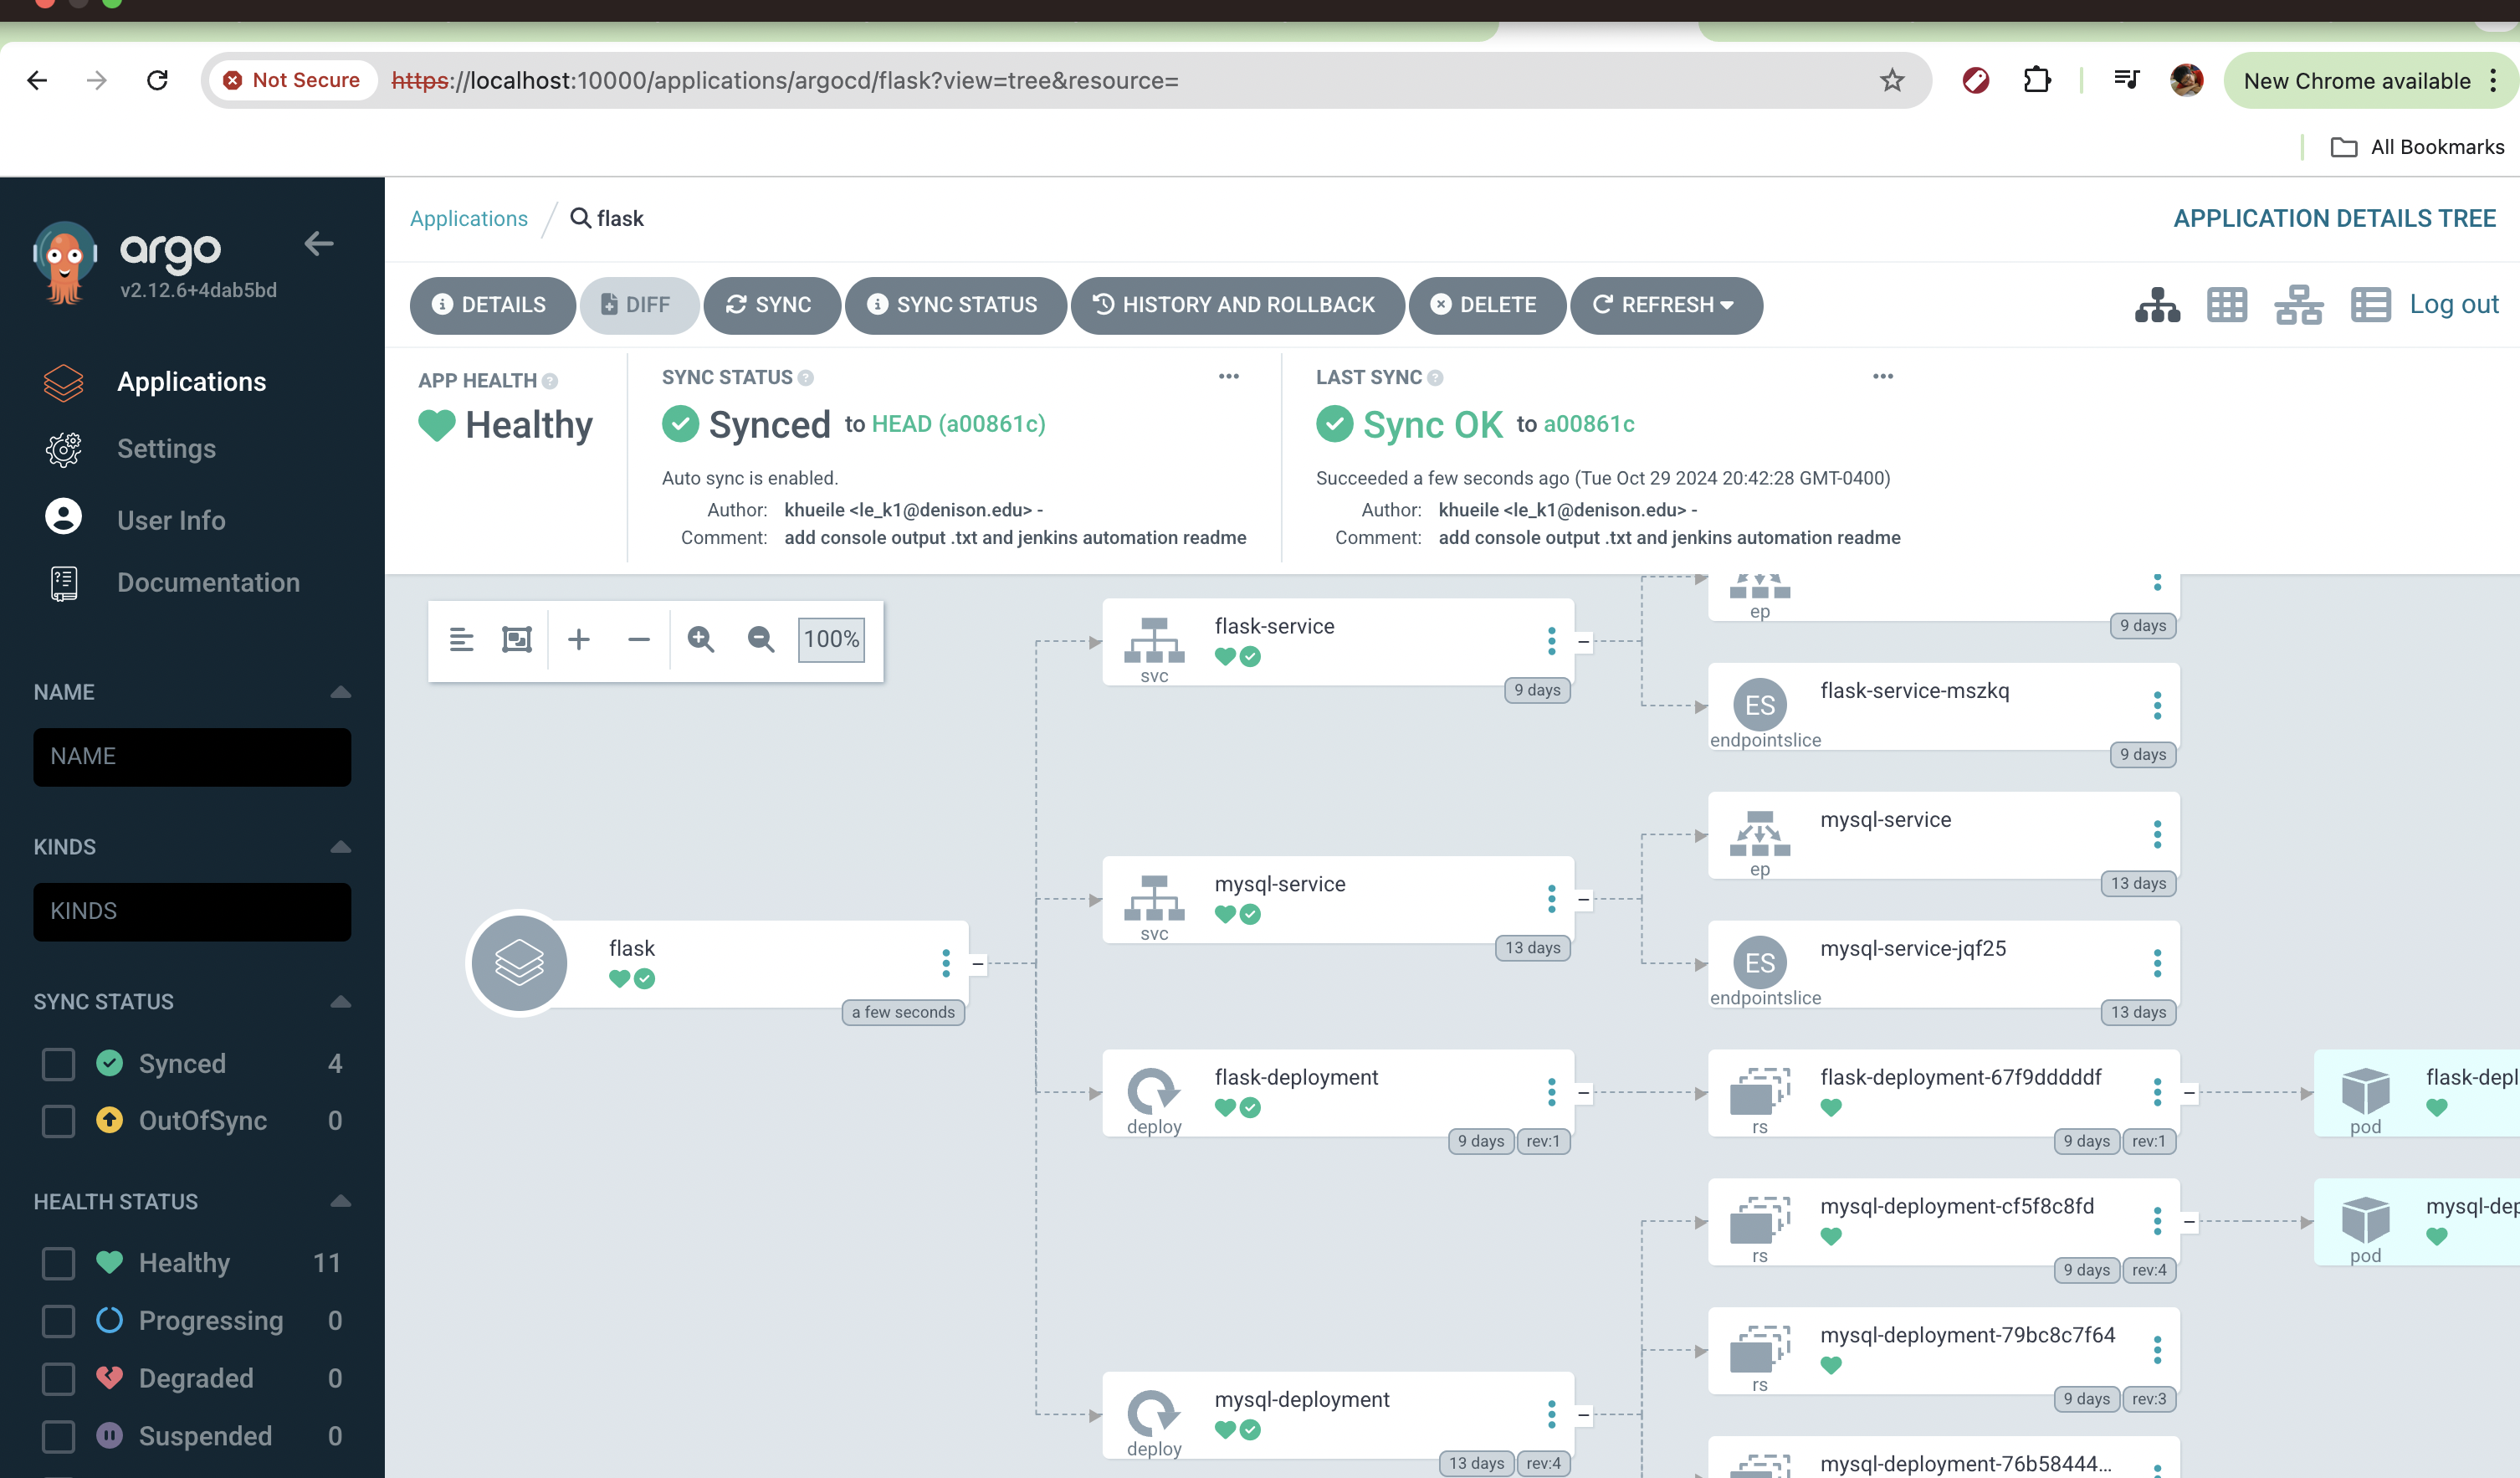 Not Secure
https://localhost:10000/applications/argocd/flask?view=tree&resource=
New Chrome available
All Bookmarks
argo
v2.12.6+4dab5bd
Applications
Settings
User Info
Documentation
NAME
NAME
KINDS
KINDS
SYNC STATUS
Synced 4
OutOfSync 0
HEALTH STATUS
Healthy 11
Progressing 0
Degraded 0
Suspended 0
Applications / flask
APPLICATION DETAILS TREE
DETAILS DIFF SYNC SYNC STATUS HISTORY AND ROLLBACK DELETE REFRESH
Log out
APP HEALTH
Healthy
SYNC STATUS
Synced to HEAD (a00861c)
Auto sync is enabled.
Author: khueile <le_k1@denison.edu> -
Comment: add console output .txt and jenkins automation readme
LAST SYNC
Sync OK to a00861c
Succeeded a few seconds ago (Tue Oct 29 2024 20:42:28 GMT-0400)
Author: khueile <le_k1@denison.edu> -
Comment: add console output .txt and jenkins automation readme
100%
flask
a few seconds
flask-service
svc
9 days
mysql-service
svc
13 days
flask-deployment
deploy
9 days rev:1
mysql-deployment
deploy
13 days rev:4
ep
9 days
ES
flask-service-mszkq
endpointslice
9 days
mysql-service
ep
13 days
ES
mysql-service-jqf25
endpointslice
13 days
flask-deployment-67f9dddddf
rs
9 days rev:1
mysql-deployment-cf5f8c8fd
rs
9 days rev:4
mysql-deployment-79bc8c7f64
rs
9 days rev:3
mysql-deployment-76b58444...
flask-depl
pod
mysql-dep
pod